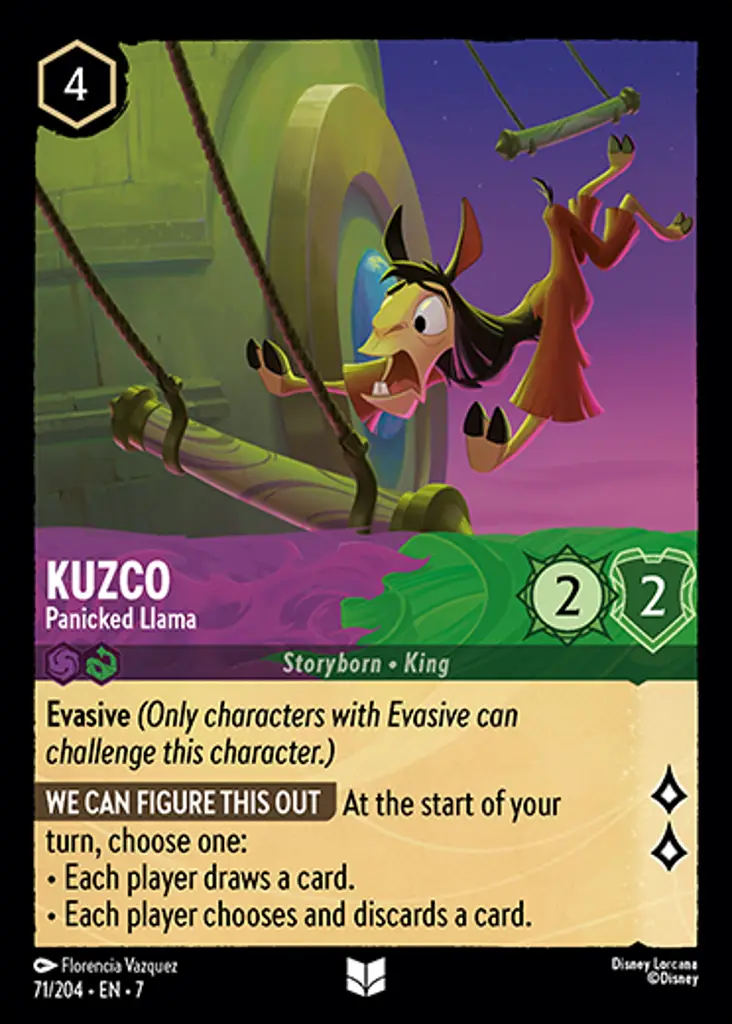 4
KUZCO
Panicked Llama
2 2
Storyborn • King
Evasive (Only characters with Evasive can
challenge this character.)
WE CAN FIGURE THIS OUT At the start of your
turn, choose one:
• Each player draws a card.
• Each player chooses and discards a card.
Florencia Vazquez
71/204 • EN • 7
Disney Lorcana
©Disney